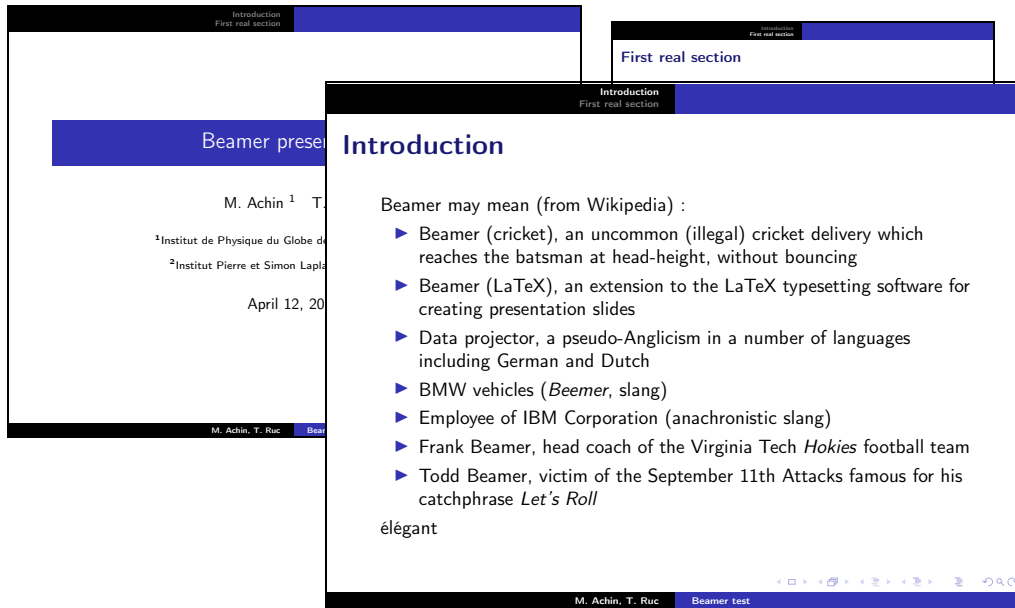 Introduction
First real section
Beamer prese
M. Achin 1 T.
1Institut de Physique du Globe d
2Institut Pierre et Simon Lapla
April 12, 20
M. Achin, T. Ruc Bea
Introduction
First real section
First real section
Introduction
First real section
Introduction
Beamer may mean (from Wikipedia) :
▶ Beamer (cricket), an uncommon (illegal) cricket delivery which
reaches the batsman at head-height, without bouncing
▶ Beamer (LaTeX), an extension to the LaTeX typesetting software for
creating presentation slides
▶ Data projector, a pseudo-Anglicism in a number of languages
including German and Dutch
▶ BMW vehicles (Beemer, slang)
▶ Employee of IBM Corporation (anachronistic slang)
▶ Frank Beamer, head coach of the Virginia Tech Hokies football team
▶ Todd Beamer, victim of the September 11th Attacks famous for his
catchphrase Let's Roll
élégant
M. Achin, T. Ruc Beamer test